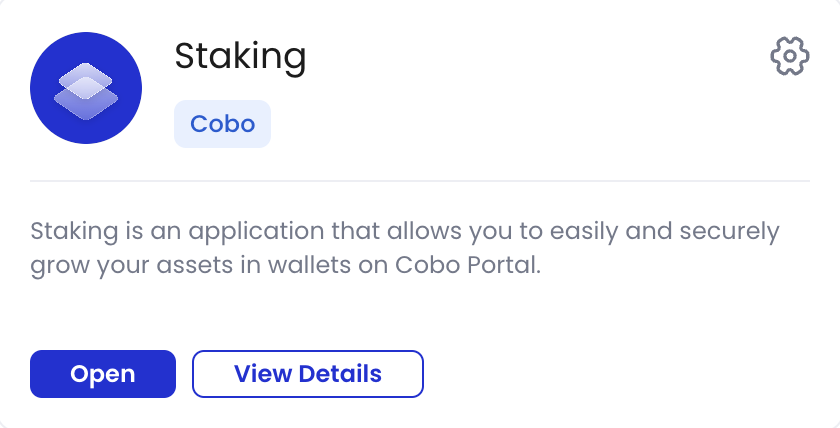 Staking
Cobo
Staking is an application that allows you to easily and securely
grow your assets in wallets on Cobo Portal.
Open
View Details